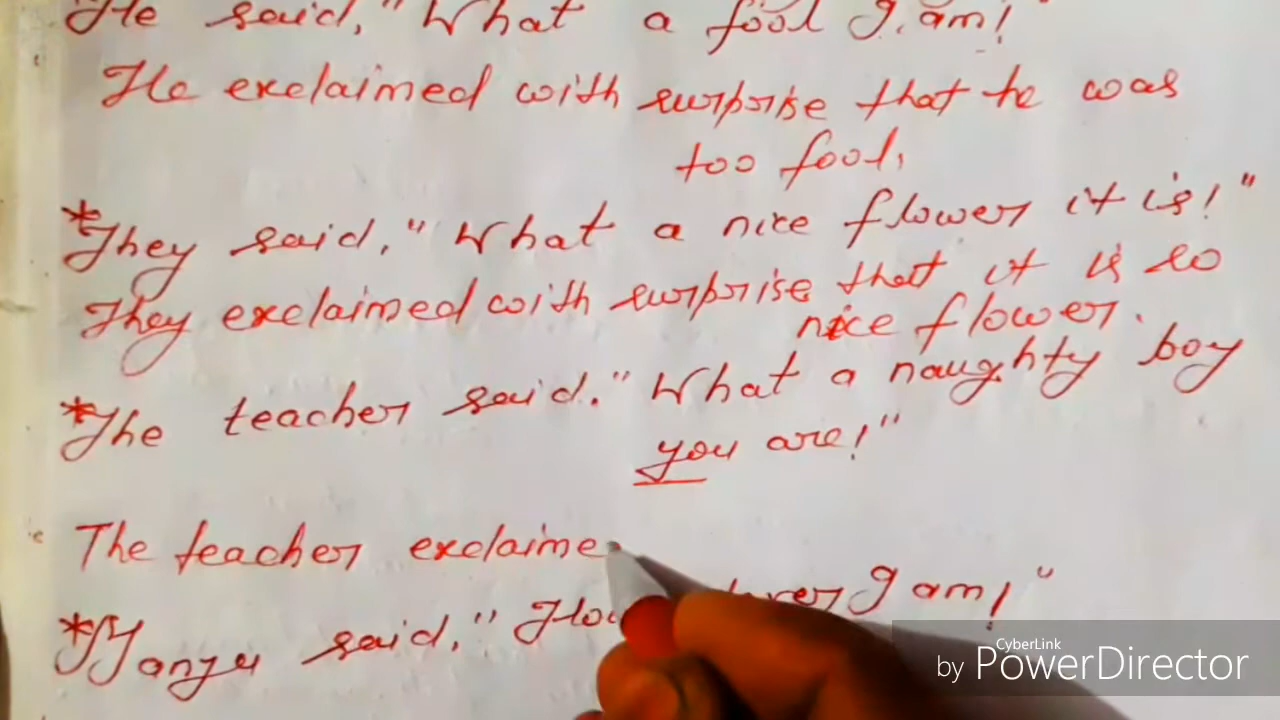 He said, "What a fool I am!"
He exclaimed with surprise that he was
too fool.
*They said, "What a nice flower it is!"
They exclaimed with surprise that it is so
nice flower.
*The teacher said. "What a naughty boy
you are!"
The teacher exclaime
said, " I am!"
CyberLink
by PowerDirector